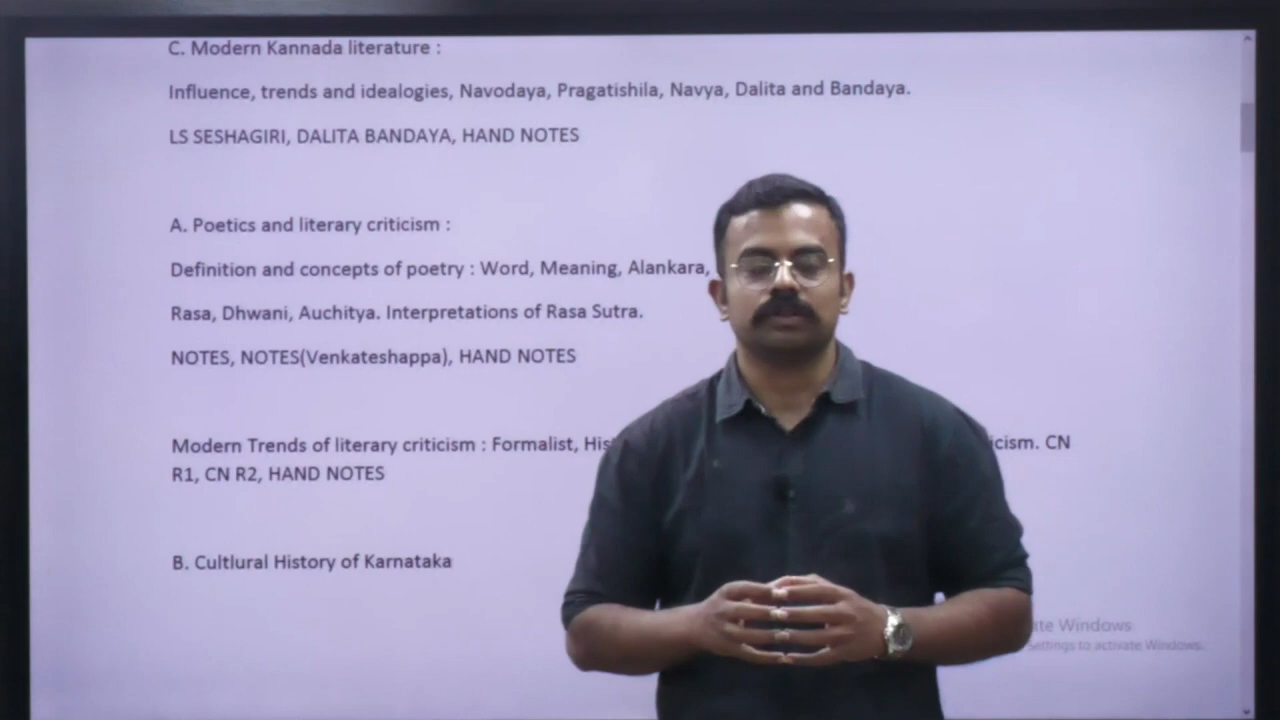 C. Modern Kannada literature :
Influence, trends and idealogies, Navodaya, Pragatishila, Navya, Dalita and Bandaya.
LS SESHAGIRI, DALITA BANDAYA, HAND NOTES
A. Poetics and literary criticism :
Definition and concepts of poetry : Word, Meaning, Alankara,
Rasa, Dhwani, Auchitya. Interpretations of Rasa Sutra.
NOTES, NOTES(Venkateshappa), HAND NOTES
Modern Trends of literary criticism : Formalist, His icism. CN
R1, CN R2, HAND NOTES
B. Cultlural History of Karnataka
ate Windows
Settings to activate Windows.